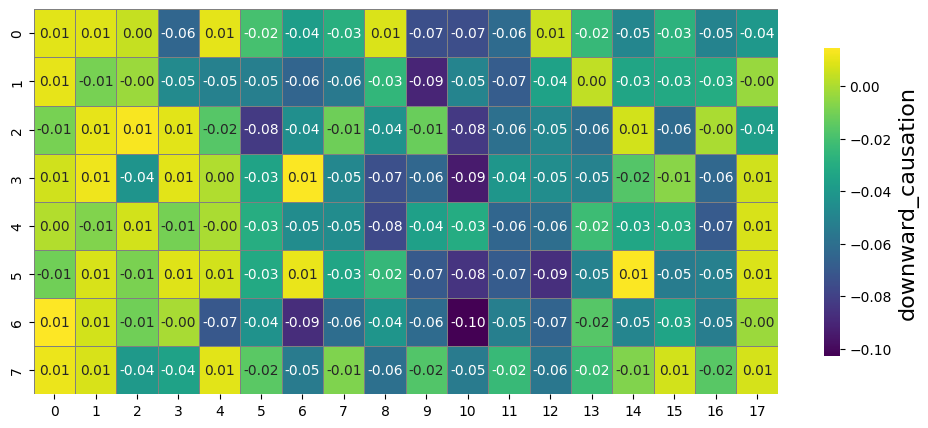 0 0.01 0.01 0.00 -0.06 0.01 -0.02 -0.04 -0.03 0.01 -0.07 -0.07 -0.06 0.01 -0.02 -0.05 -0.03 -0.05 -0.04
1 0.01 -0.01 -0.00 -0.05 -0.05 -0.05 -0.06 -0.06 -0.03 -0.09 -0.05 -0.07 -0.04 0.00 -0.03 -0.03 -0.03 -0.00
2 -0.01 0.01 0.01 0.01 -0.02 -0.08 -0.04 -0.01 -0.04 -0.01 -0.08 -0.06 -0.05 -0.06 0.01 -0.06 -0.00 -0.04
3 0.01 0.01 -0.04 0.01 0.00 -0.03 0.01 -0.05 -0.07 -0.06 -0.09 -0.04 -0.05 -0.05 -0.02 -0.01 -0.06 0.01
4 0.00 -0.01 0.01 -0.01 -0.00 -0.03 -0.05 -0.05 -0.08 -0.04 -0.03 -0.06 -0.06 -0.02 -0.03 -0.03 -0.07 0.01
5 -0.01 0.01 -0.01 0.01 0.01 -0.03 0.01 -0.03 -0.02 -0.07 -0.08 -0.07 -0.09 -0.05 0.01 -0.05 -0.05 0.01
6 0.01 0.01 -0.01 -0.00 -0.07 -0.04 -0.09 -0.06 -0.04 -0.06 -0.10 -0.05 -0.07 -0.02 -0.05 -0.03 -0.05 -0.00
7 0.01 0.01 -0.04 -0.04 0.01 -0.02 -0.05 -0.01 -0.06 -0.02 -0.05 -0.02 -0.06 -0.02 -0.01 0.01 -0.02 0.01
0 1 2 3 4 5 6 7 8 9 10 11 12 13 14 15 16 17
0.00
−0.02
−0.04
−0.06
−0.08
−0.10
downward_causation